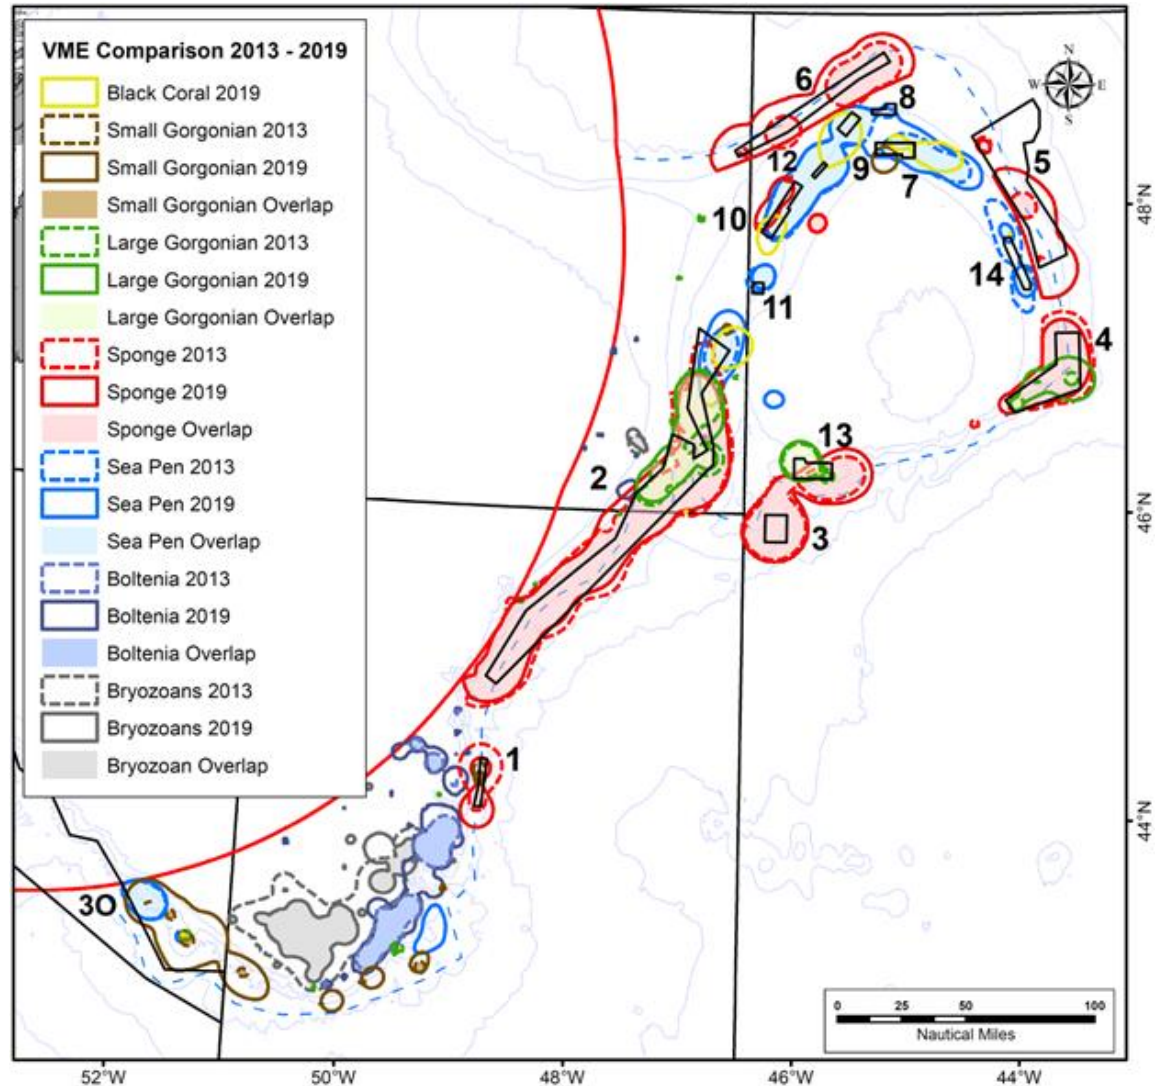 VME Comparison 2013 - 2019
Black Coral 2019
Small Gorgonian 2013
Small Gorgonian 2019
Small Gorgonian Overlap
Large Gorgonian 2013
Large Gorgonian 2019
Large Gorgonian Overlap
Sponge 2013
Sponge 2019
Sponge Overlap
Sea Pen 2013
Sea Pen 2019
Sea Pen Overlap
Boltenia 2013
Boltenia 2019
Boltenia Overlap
Bryozoans 2013
Bryozoans 2019
Bryozoan Overlap
N
W E
S
6
8
12
9
7
5
10
14
11
4
13
2
3
1
3O
48°N
46°N
44°N
0 25 50 100
Nautical Miles
52°W 50°W 48°W 46°W 44°W